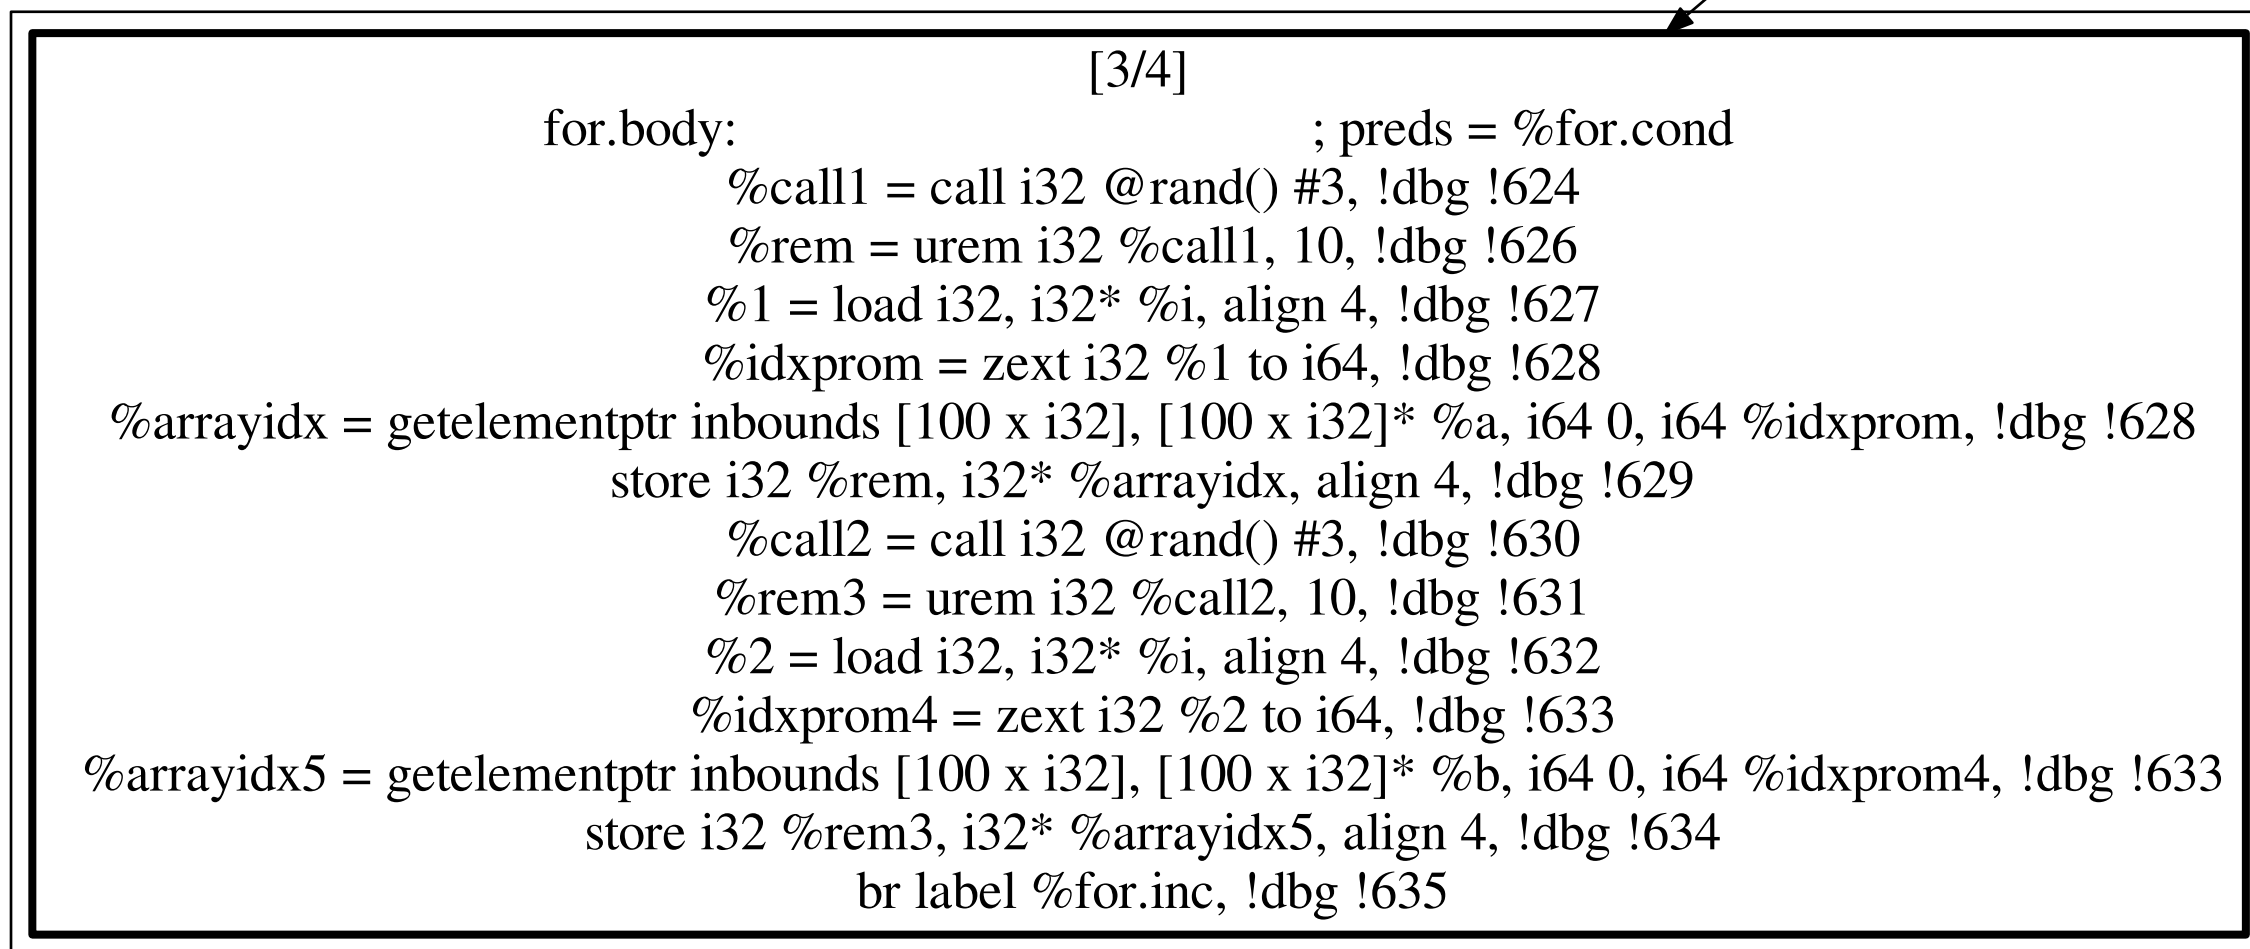 [3/4]
for.body: ; preds = %for.cond
%call1 = call i32 @rand() #3, !dbg !624
%rem = urem i32 %call1, 10, !dbg !626
%1 = load i32, i32* %i, align 4, !dbg !627
%idxprom = zext i32 %1 to i64, !dbg !628
%arrayidx = getelementptr inbounds [100 x i32], [100 x i32]* %a, i64 0, i64 %idxprom, !dbg !628
store i32 %rem, i32* %arrayidx, align 4, !dbg !629
%call2 = call i32 @rand() #3, !dbg !630
%rem3 = urem i32 %call2, 10, !dbg !631
%2 = load i32, i32* %i, align 4, !dbg !632
%idxprom4 = zext i32 %2 to i64, !dbg !633
%arrayidx5 = getelementptr inbounds [100 x i32], [100 x i32]* %b, i64 0, i64 %idxprom4, !dbg !633
store i32 %rem3, i32* %arrayidx5, align 4, !dbg !634
br label %for.inc, !dbg !635